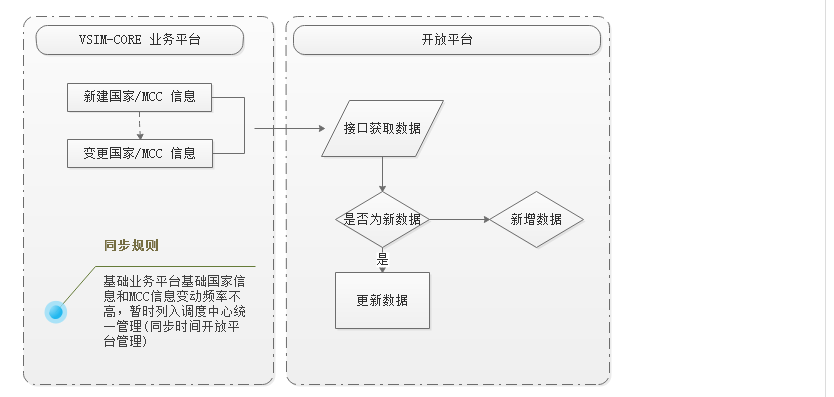 VSIM-CORE 业务平台
开放平台
新建国家/MCC 信息
变更国家/MCC 信息
接口获取数据
是否为新数据
新增数据
是
更新数据
同步规则
基础业务平台基础国家信
息和MCC信息变动频率不
高，暂时列入调度中心统
一管理(同步时间开放平
台管理)